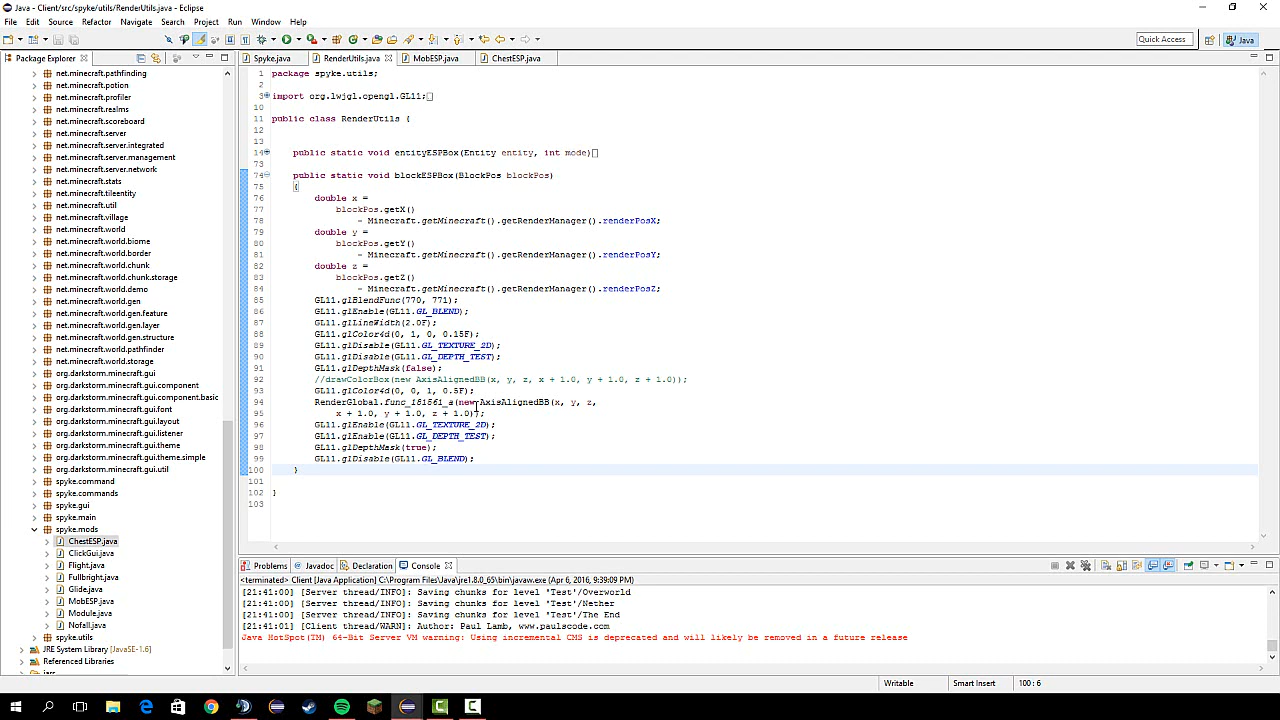 Java - Client/src/spyke/utils/RenderUtils.java - Eclipse
File Edit Source Refactor Navigate Search Project Run Window Help
Quick Access
Java
Package Explorer
Spyke.java
RenderUtils.java
MobESP.java
ChestESP.java
net.minecraft.pathfinding
net.minecraft.potion
net.minecraft.profiler
net.minecraft.realms
net.minecraft.scoreboard
net.minecraft.server
net.minecraft.server.integrated
net.minecraft.server.management
net.minecraft.server.network
net.minecraft.stats
net.minecraft.tileentity
net.minecraft.util
net.minecraft.village
net.minecraft.world
net.minecraft.world.biome
net.minecraft.world.border
net.minecraft.world.chunk
net.minecraft.world.chunk.storage
net.minecraft.world.demo
net.minecraft.world.gen
net.minecraft.world.gen.feature
net.minecraft.world.gen.layer
net.minecraft.world.gen.structure
net.minecraft.world.pathfinder
net.minecraft.world.storage
org.darkstorm.minecraft.gui
org.darkstorm.minecraft.gui.component
org.darkstorm.minecraft.gui.component.basic
org.darkstorm.minecraft.gui.font
org.darkstorm.minecraft.gui.layout
org.darkstorm.minecraft.gui.listener
org.darkstorm.minecraft.gui.theme
org.darkstorm.minecraft.gui.theme.simple
org.darkstorm.minecraft.gui.util
spyke.command
spyke.commands
spyke.gui
spyke.main
spyke.mods
ChestESP.java
ClickGui.java
Flight.java
Fullbright.java
Glide.java
MobESP.java
Module.java
Nofall.java
spyke.utils
JRE System Library [JavaSE-1.6]
Referenced Libraries
jars
1 package spyke.utils;
2
3 import org.lwjgl.opengl.GL11;
10
11 public class RenderUtils {
12
13
14 public static void entityESPBox(Entity entity, int mode)
73
74 public static void blockESPBox(BlockPos blockPos)
75 {
76 double x =
77 blockPos.getX()
78 - Minecraft.getMinecraft().getRenderManager().renderPosX;
79 double y =
80 blockPos.getY()
81 - Minecraft.getMinecraft().getRenderManager().renderPosY;
82 double z =
83 blockPos.getZ()
84 - Minecraft.getMinecraft().getRenderManager().renderPosZ;
85 GL11.glBlendFunc(770, 771);
86 GL11.glEnable(GL11.GL_BLEND);
87 GL11.glLineWidth(2.0F);
88 GL11.glColor4d(0, 1, 0, 0.15F);
89 GL11.glDisable(GL11.GL_TEXTURE_2D);
90 GL11.glDisable(GL11.GL_DEPTH_TEST);
91 GL11.glDepthMask(false);
92 //drawColorBox(new AxisAlignedBB(x, y, z, x + 1.0, y + 1.0, z + 1.0));
93 GL11.glColor4d(0, 0, 1, 0.5F);
94 RenderGlobal.func_181561_a(new AxisAlignedBB(x, y, z,
95 x + 1.0, y + 1.0, z + 1.0));
96 GL11.glEnable(GL11.GL_TEXTURE_2D);
97 GL11.glEnable(GL11.GL_DEPTH_TEST);
98 GL11.glDepthMask(true);
99 GL11.glDisable(GL11.GL_BLEND);
100 }
101
102 }
103
Problems Javadoc Declaration Console
<terminated> Client [Java Application] C:\Program Files\Java\jre1.8.0_65\bin\javaw.exe (Apr 6, 2016, 9:39:09 PM)
[21:41:00] [Server thread/INFO]: Saving chunks for level 'Test'/Overworld
[21:41:00] [Server thread/INFO]: Saving chunks for level 'Test'/Nether
[21:41:00] [Server thread/INFO]: Saving chunks for level 'Test'/The End
[21:41:01] [Client thread/WARN]: Author: Paul Lamb, www.paulscode.com
Java HotSpot(TM) 64-Bit Server VM warning: Using incremental CMS is deprecated and will likely be removed in a future release
Writable Smart Insert 100 : 6